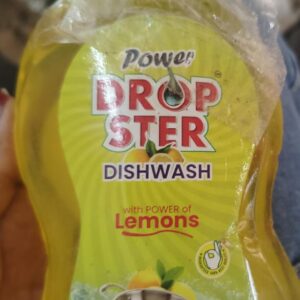 Power
DROP
STER
DISHWASH
with POWER of
Lemons